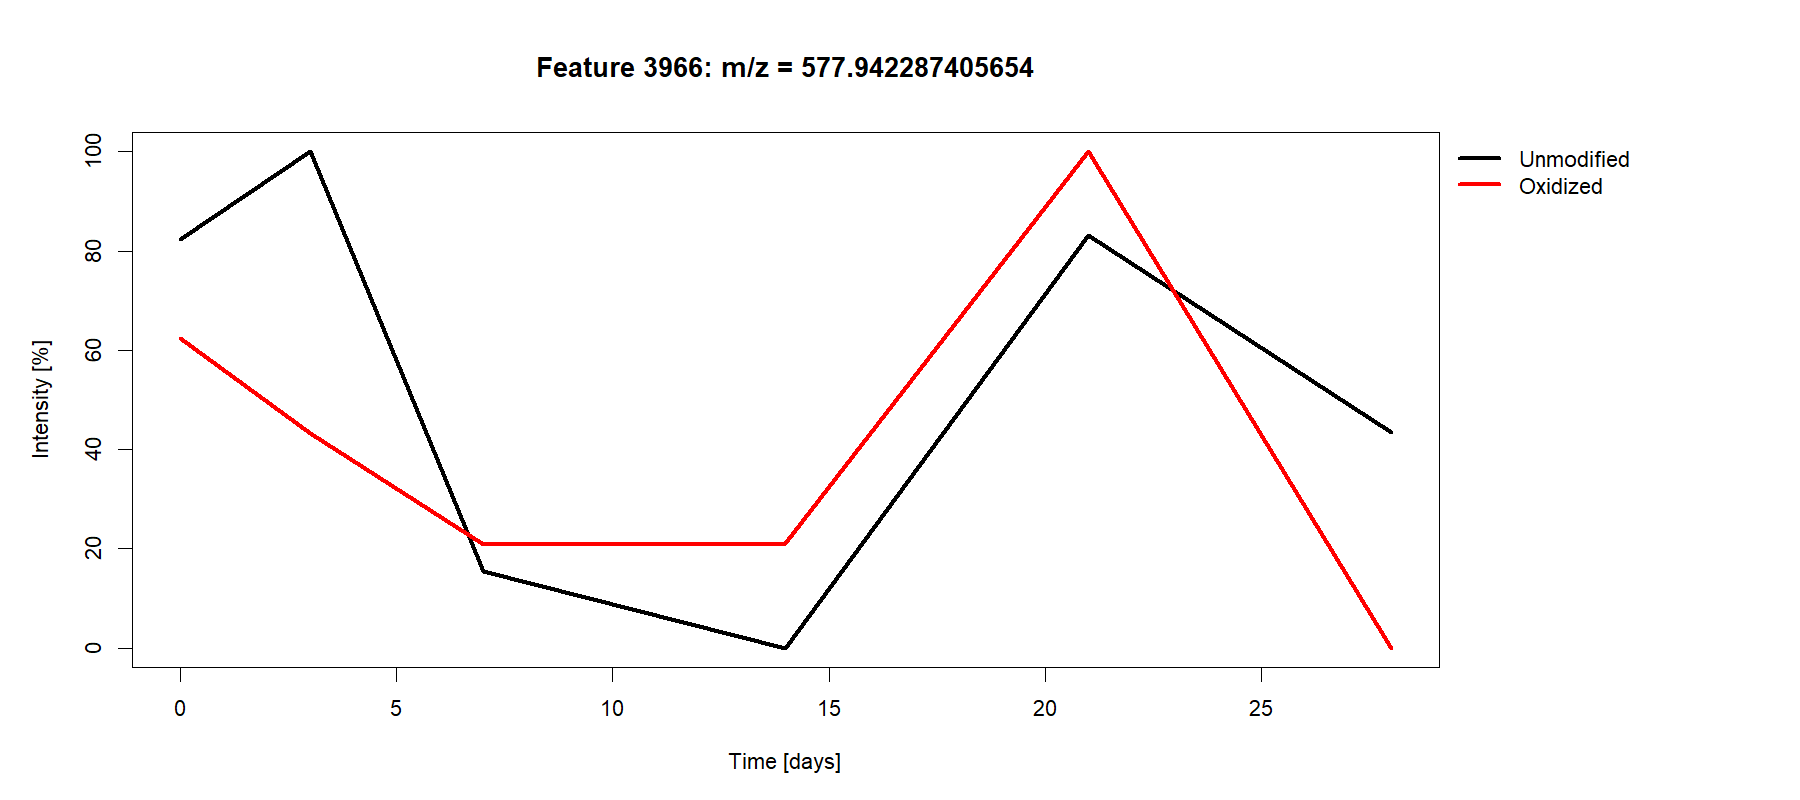 Feature 3966: m/z = 577.942287405654
Unmodified
Oxidized
Intensity [%]
100
80
60
40
20
0
0 5 10 15 20 25
Time [days]